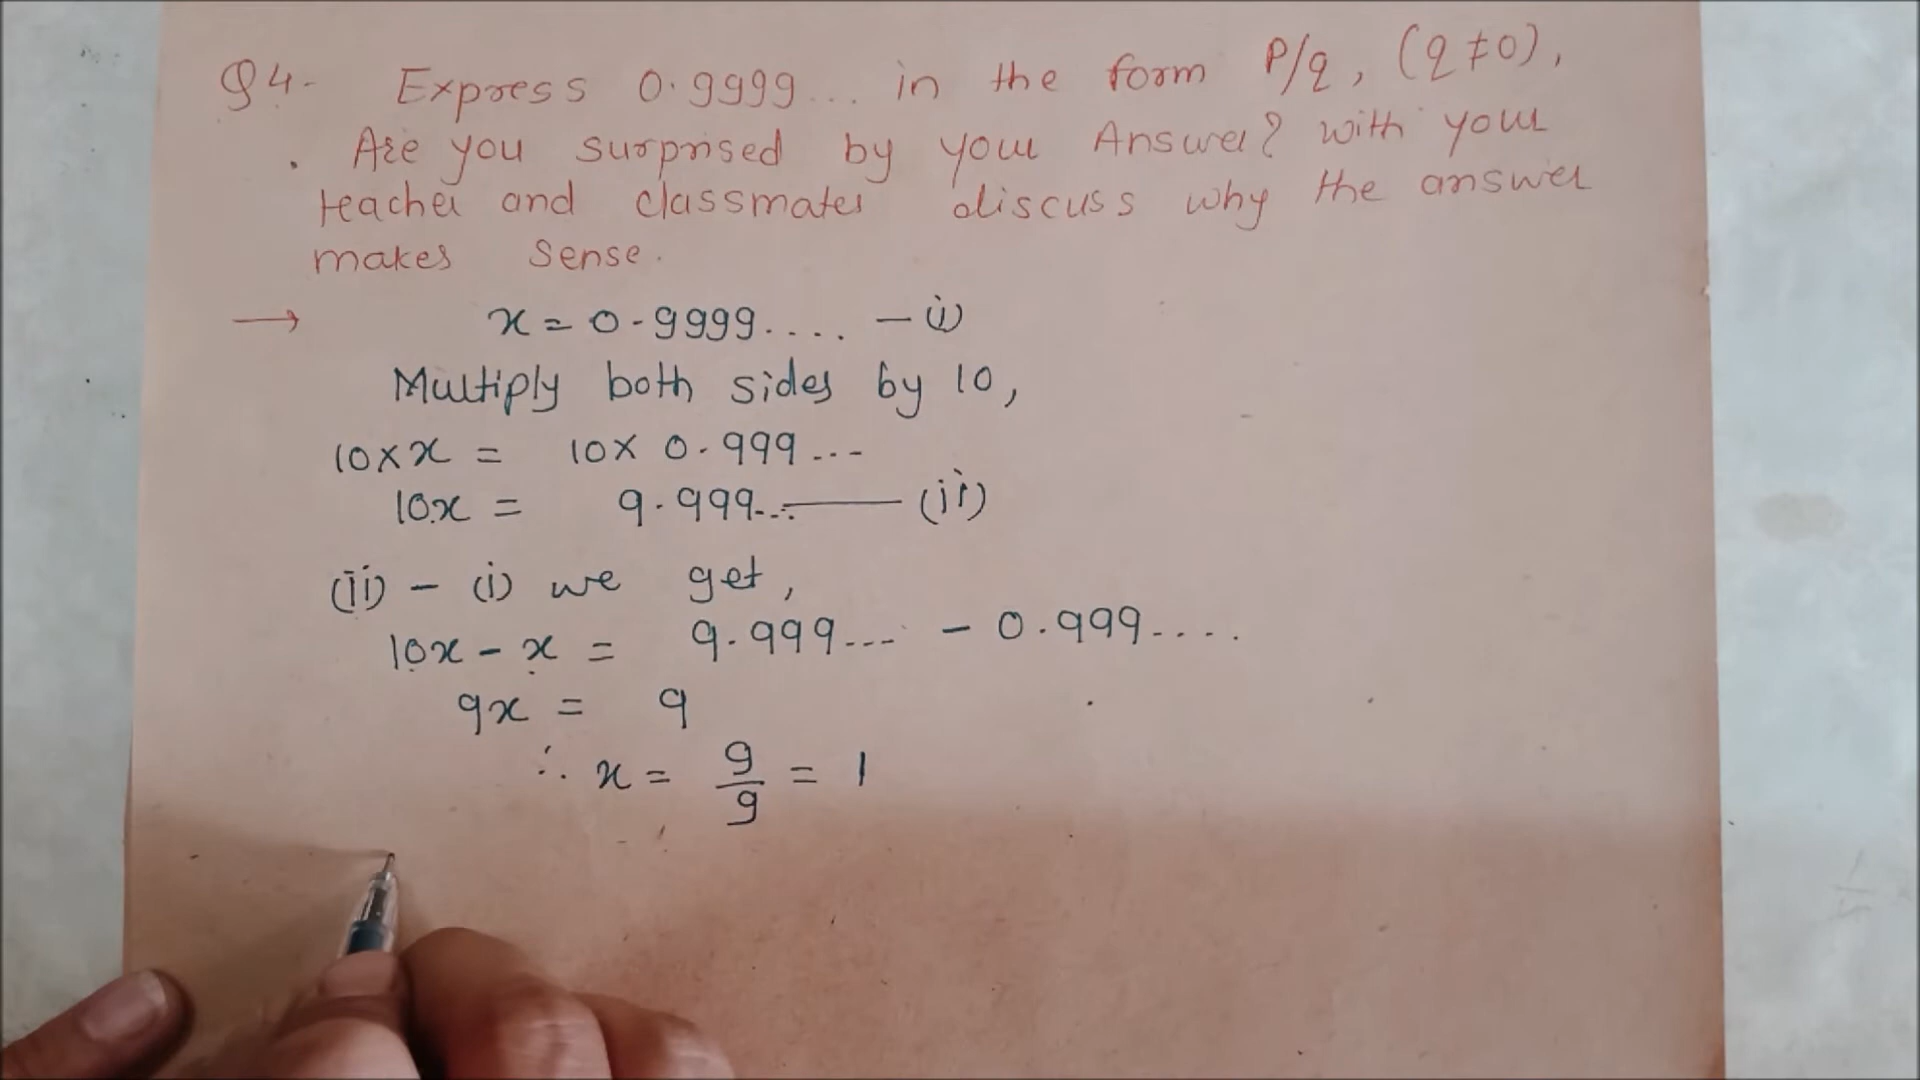 Q4- Express 0.9999... in the form P/q, (q ≠ 0),
. Are you surprised by your Answer? with your
teacher and classmates discuss why the answer
makes sense.
→ x = 0.9999.... - (i)
Multiply both sides by 10,
10 × x = 10 × 0.999...
10x = 9.999... —— (ii)
(ii) - (i) we get,
10x - x = 9.999... - 0.999....
9x = 9
∴ x = 9/9 = 1